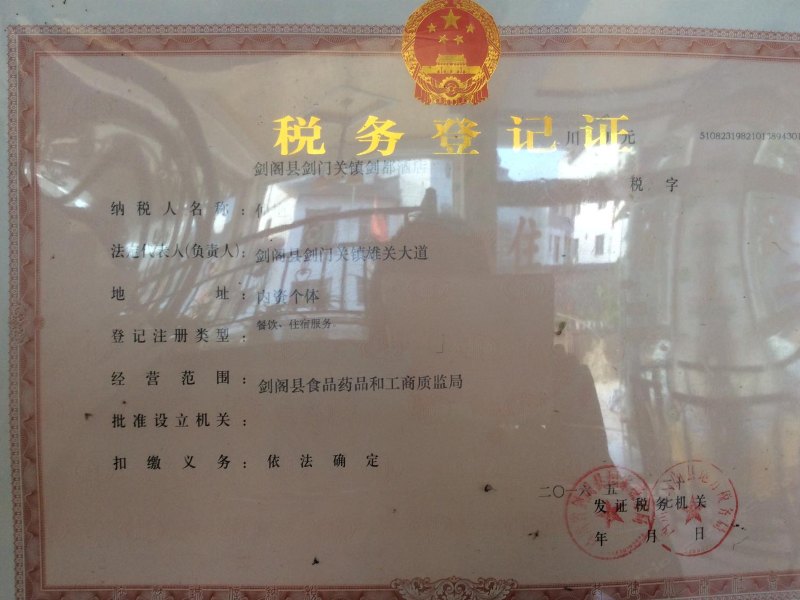 税务登记证
川 元
税 字
剑阁县剑门关镇剑都酒店
纳税人名称：
法定代表人(负责人)：
剑阁县剑门关镇雄关大道
地 址：
内资个体
登记注册类型：
餐饮、住宿服务
经营范围：
剑阁县食品药品和工商质监局
批准设立机关：
扣缴义务：依法确定
住
二〇一六 五
发证税务机关
年 月 日